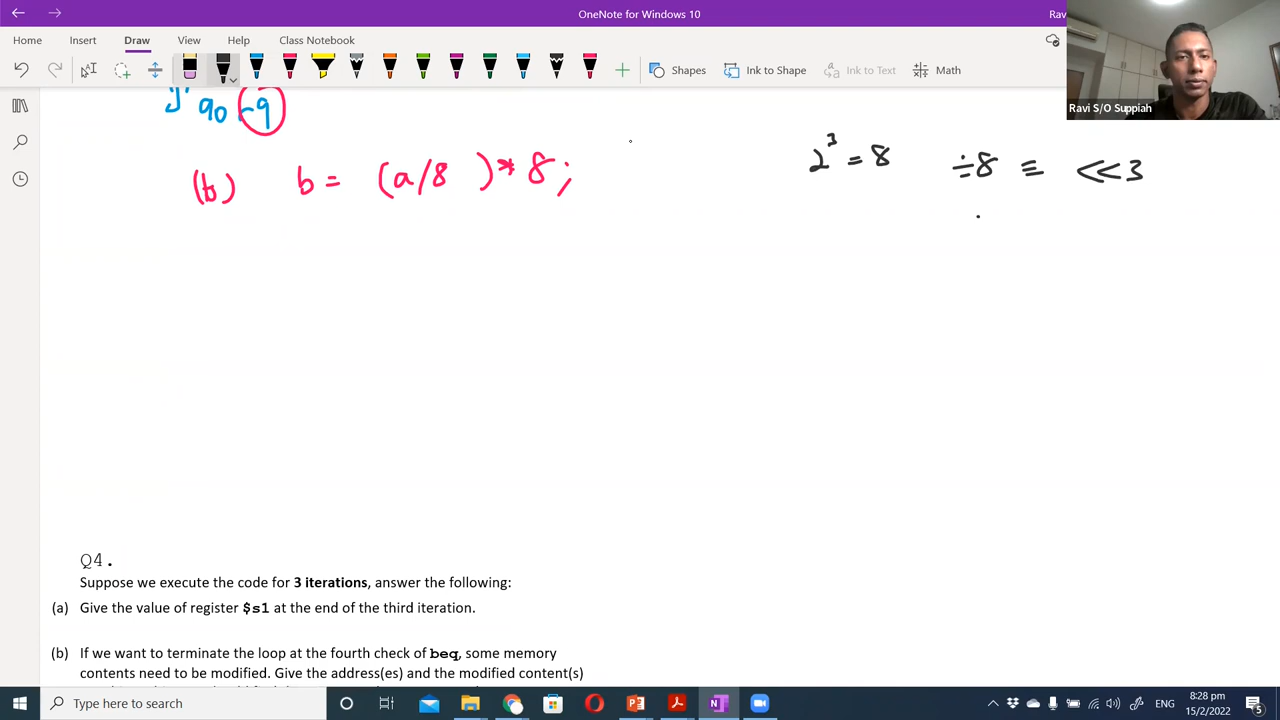 OneNote for Windows 10
Rav
Home Insert Draw View Help Class Notebook
Shapes Ink to Shape Ink to Text Math
Ravi S/O Suppiah
q0 -9
(b) b = (a/8 )* 8;
2³ = 8 ÷8 ≡ <<3
Q4.
Suppose we execute the code for 3 iterations, answer the following:
(a) Give the value of register $s1 at the end of the third iteration.
(b) If we want to terminate the loop at the fourth check of beq, some memory
contents need to be modified. Give the address(es) and the modified content(s)
Type here to search
ENG
8:28 pm
15/2/2022
5